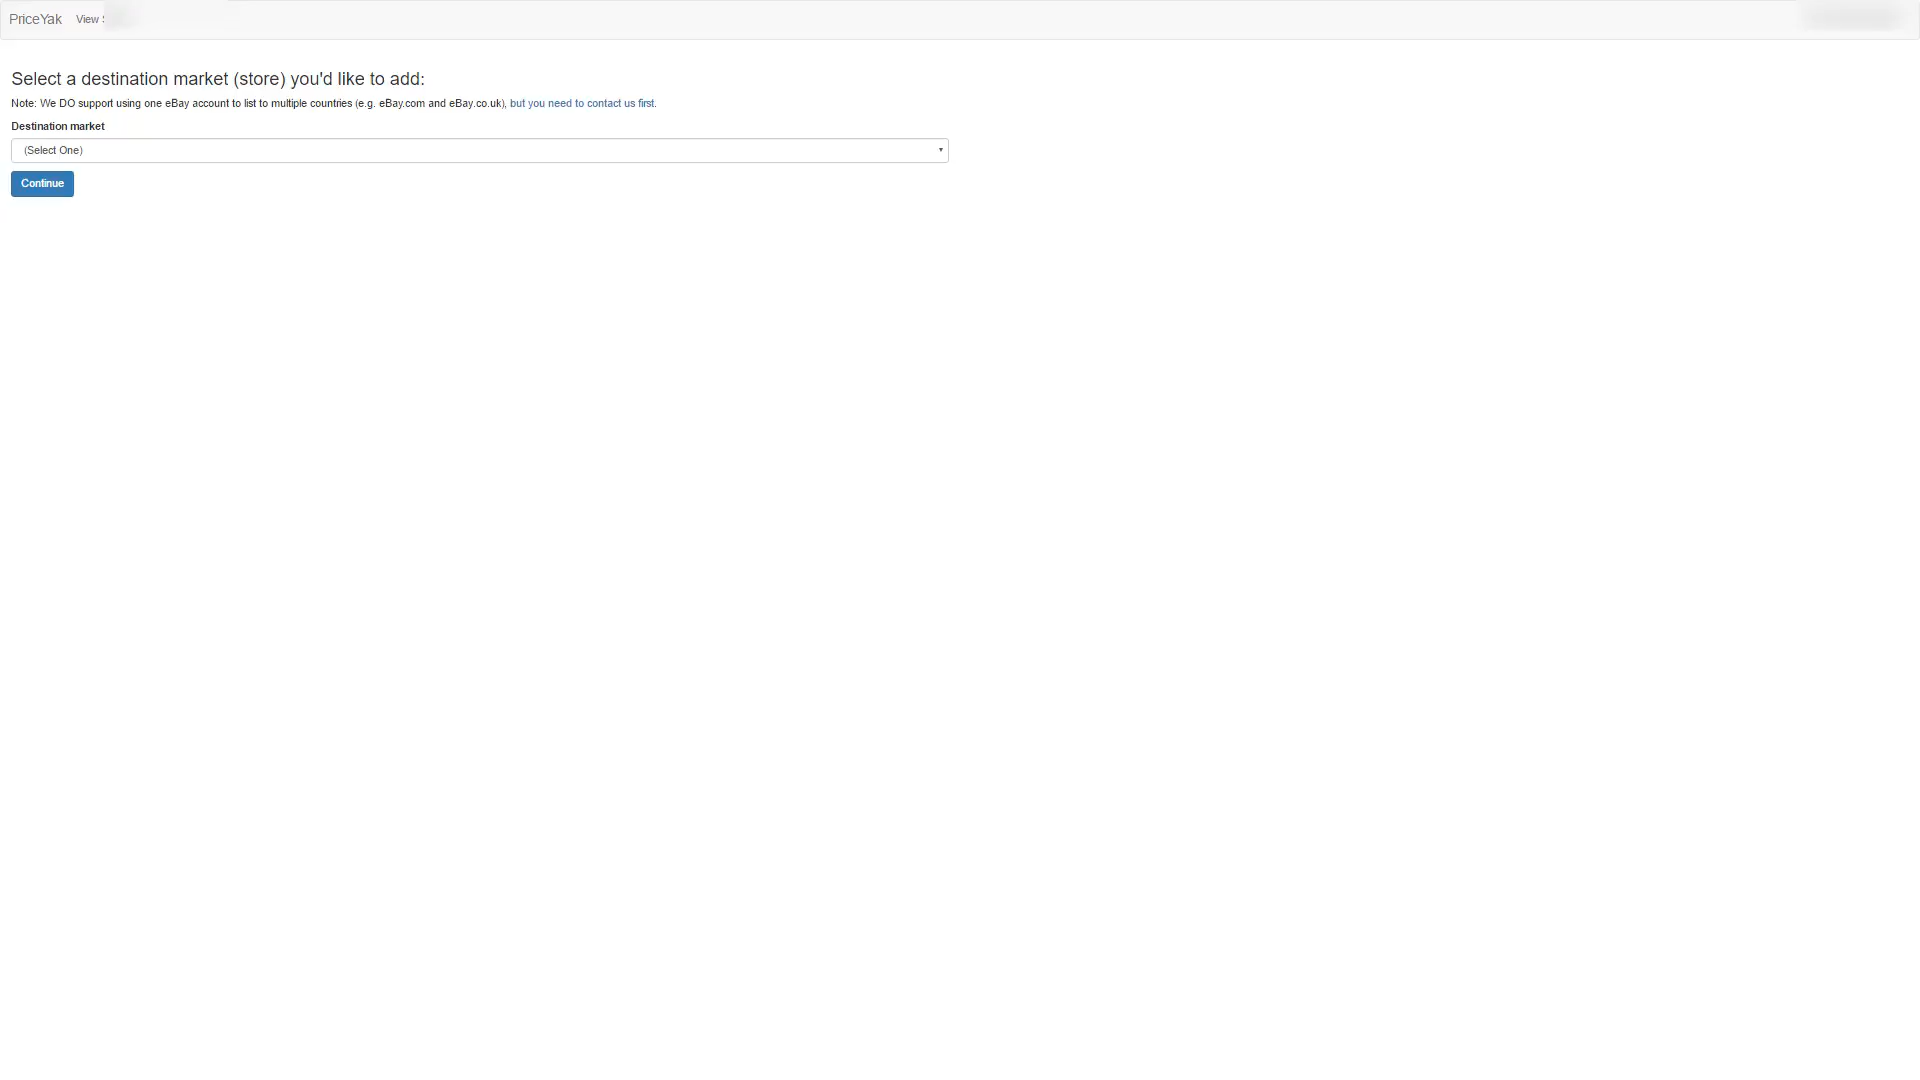 PriceYak View
Select a destination market (store) you'd like to add:
Note: We DO support using one eBay account to list to multiple countries (e.g. eBay.com and eBay.co.uk), but you need to contact us first.
Destination market
(Select One)
Continue